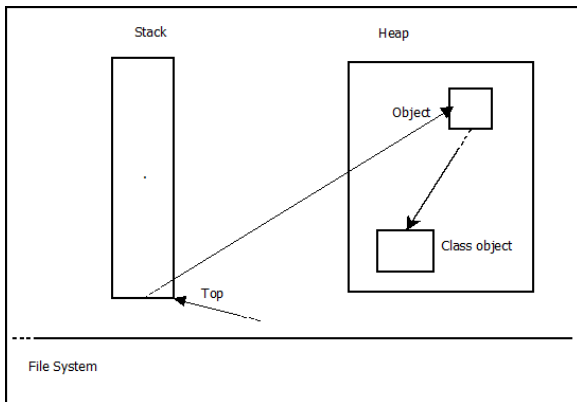 Stack
Heap
Object
Class object
Top
File System